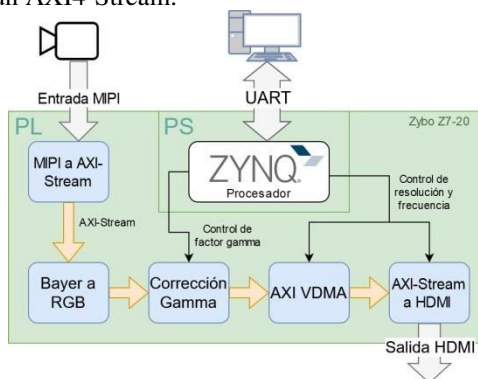 un AXI4-Stream.
Entrada MIPI
UART
PL
PS
Zybo Z7-20
MIPI a AXI-
Stream
ZYNQ
Procesador
Control de
resolución y
frecuencia
AXI-Stream
Control de
factor gamma
Bayer a
RGB
Corrección
Gamma
AXI VDMA
AXI-Stream
a HDMI
Salida HDMI